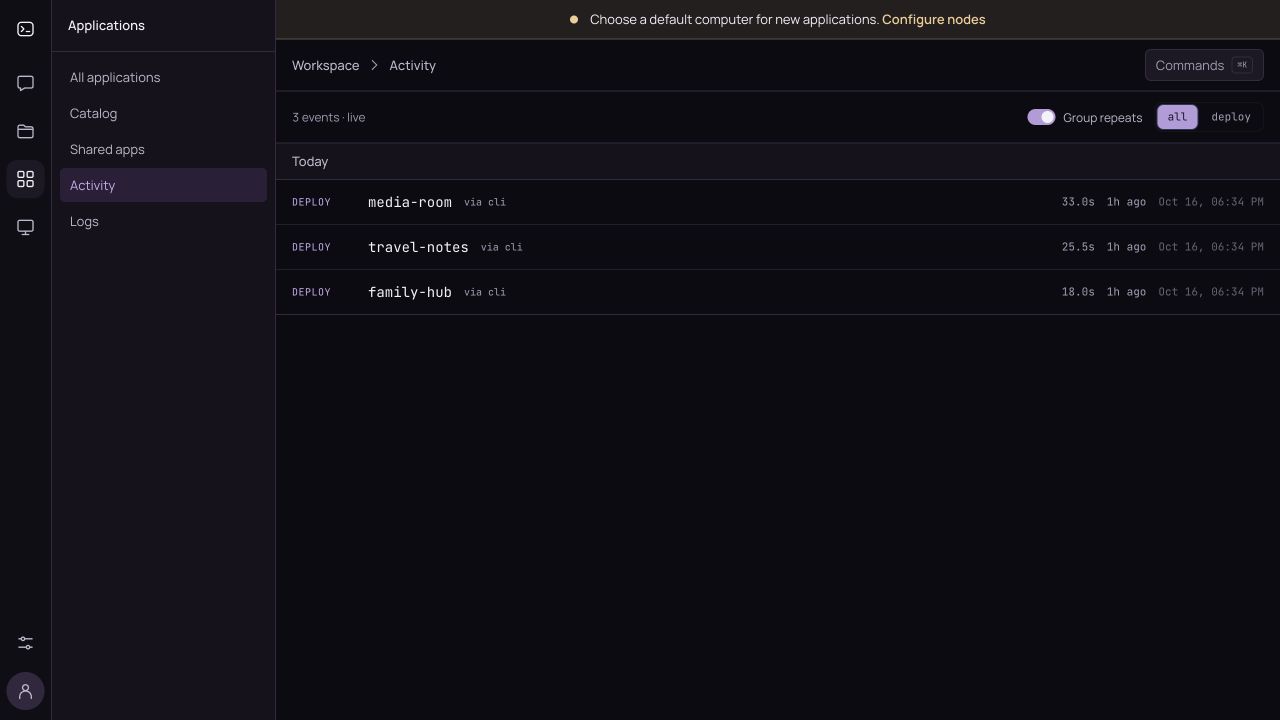 Applications
All applications
Catalog
Shared apps
Activity
Logs
Choose a default computer for new applications. Configure nodes
Workspace > Activity
Commands ⌘K
3 events · live
Group repeats all deploy
Today
DEPLOY media-room via cli 33.0s 1h ago Oct 16, 06:34 PM
DEPLOY travel-notes via cli 25.5s 1h ago Oct 16, 06:34 PM
DEPLOY family-hub via cli 18.0s 1h ago Oct 16, 06:34 PM